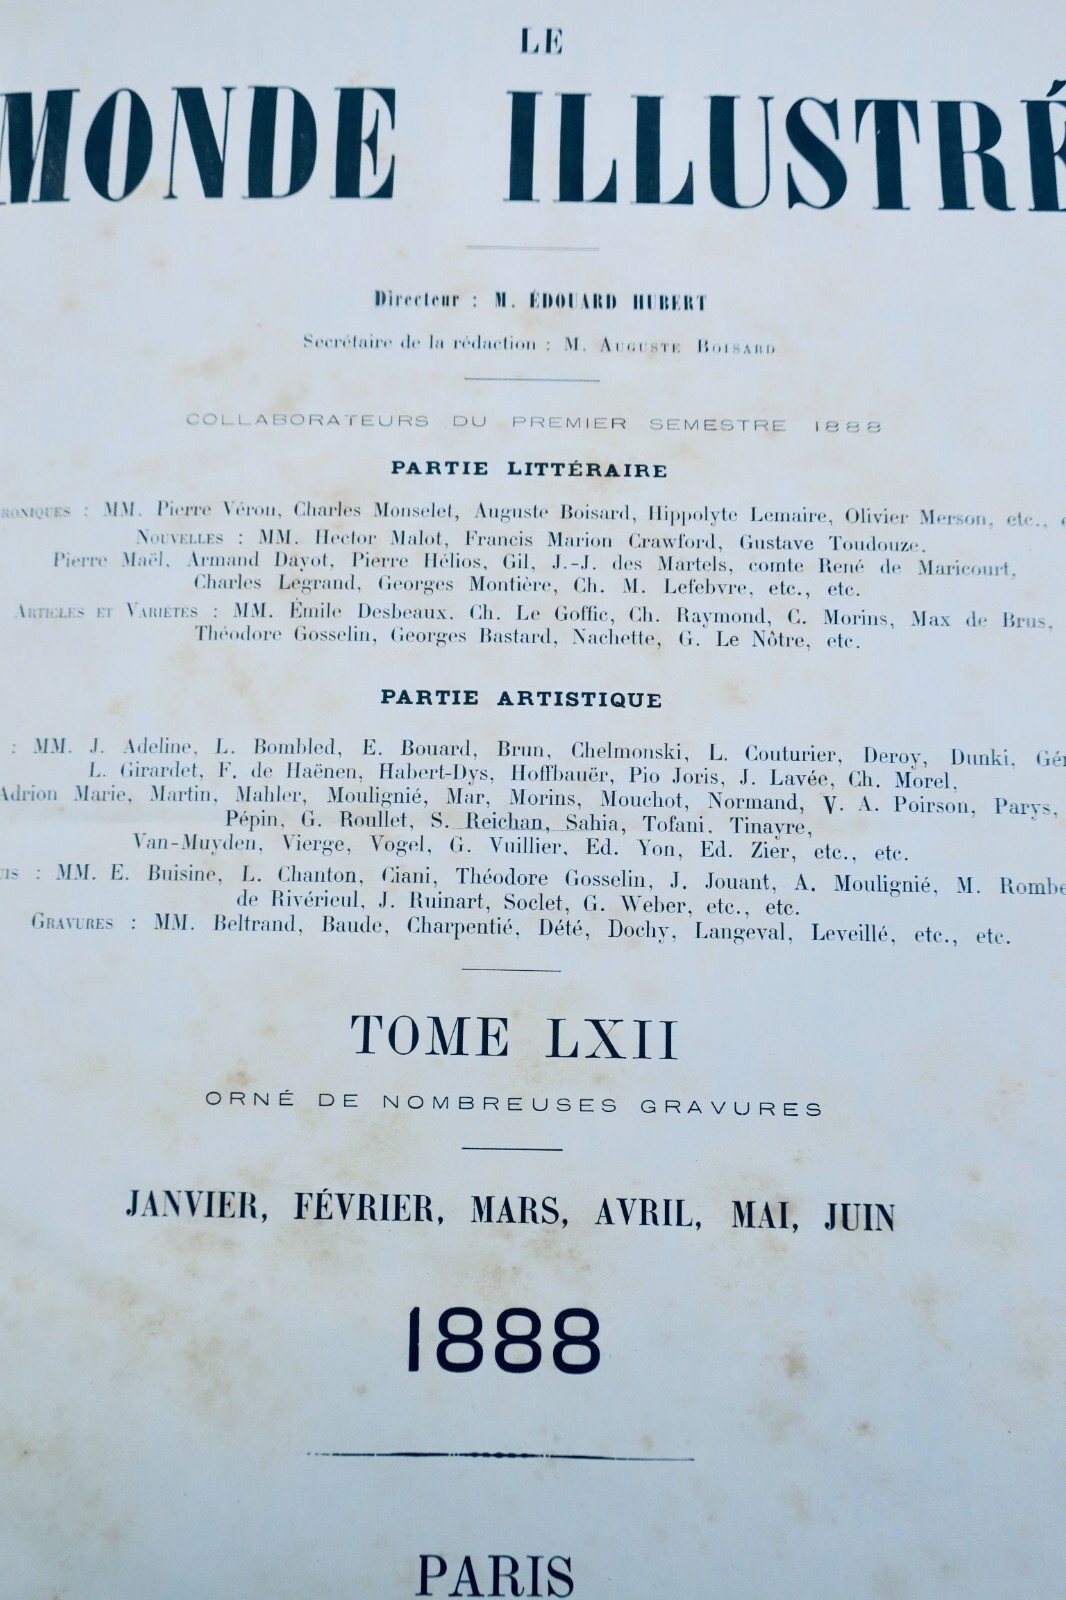 LE
MONDE ILLUSTRÉ
Directeur : M. ÉDOUARD HUBERT
Secrétaire de la rédaction : M. AUGUSTE BOISARD
COLLABORATEURS DU PREMIER SEMESTRE 1888
PARTIE LITTÉRAIRE
RONIQUES : MM. Pierre Véron, Charles Monselet, Auguste Boisard, Hippolyte Lemaire, Olivier Merson, etc.,
NOUVELLES : MM. Hector Malot, Francis Marion Crawford, Gustave Toudouze.
Pierre Maël, Armand Dayot, Pierre Hélios, Gil, J.-J. des Martels, comte René de Maricourt,
Charles Legrand, Georges Montière, Ch. M. Lefebvre, etc., etc.
ARTICLES ET VARIÉTÉS : MM. Émile Desbeaux, Ch. Le Goffic, Ch. Raymond, C. Morins, Max de Brus,
Théodore Gosselin, Georges Bastard, Nachette, G. Le Nôtre, etc.
PARTIE ARTISTIQUE
: MM. J. Adeline, L. Bombled, E. Bouard, Brun, Chelmonski, L. Couturier, Deroy, Dunki, Gér
L. Girardet, F. de Haënen, Habert-Dys, Hoffbauër, Pio Joris, J. Lavée, Ch. Morel,
Adrion Marie, Martin, Mahler, Moulignié, Mar, Morins, Mouchot, Normand, V. A. Poirson, Parys,
Pépin, G. Roullet, S. Reichan, Sahia, Tofani, Tinayre,
Van-Muyden, Vierge, Vogel, G. Vuillier, Ed. Yon, Ed. Zier, etc., etc.
IS : MM. E. Buisine, L. Chanton, Ciani, Théodore Gosselin, J. Jouant, A. Moulignié, M. Rombe
de Rivérieul, J. Ruinart, Soclet, G. Weber, etc., etc.
GRAVURES : MM. Beltrand, Baude, Charpentié, Dété, Dochy, Langeval, Leveillé, etc., etc.
TOME LXII
ORNÉ DE NOMBREUSES GRAVURES
JANVIER, FÉVRIER, MARS, AVRIL, MAI, JUIN
1888
PARIS